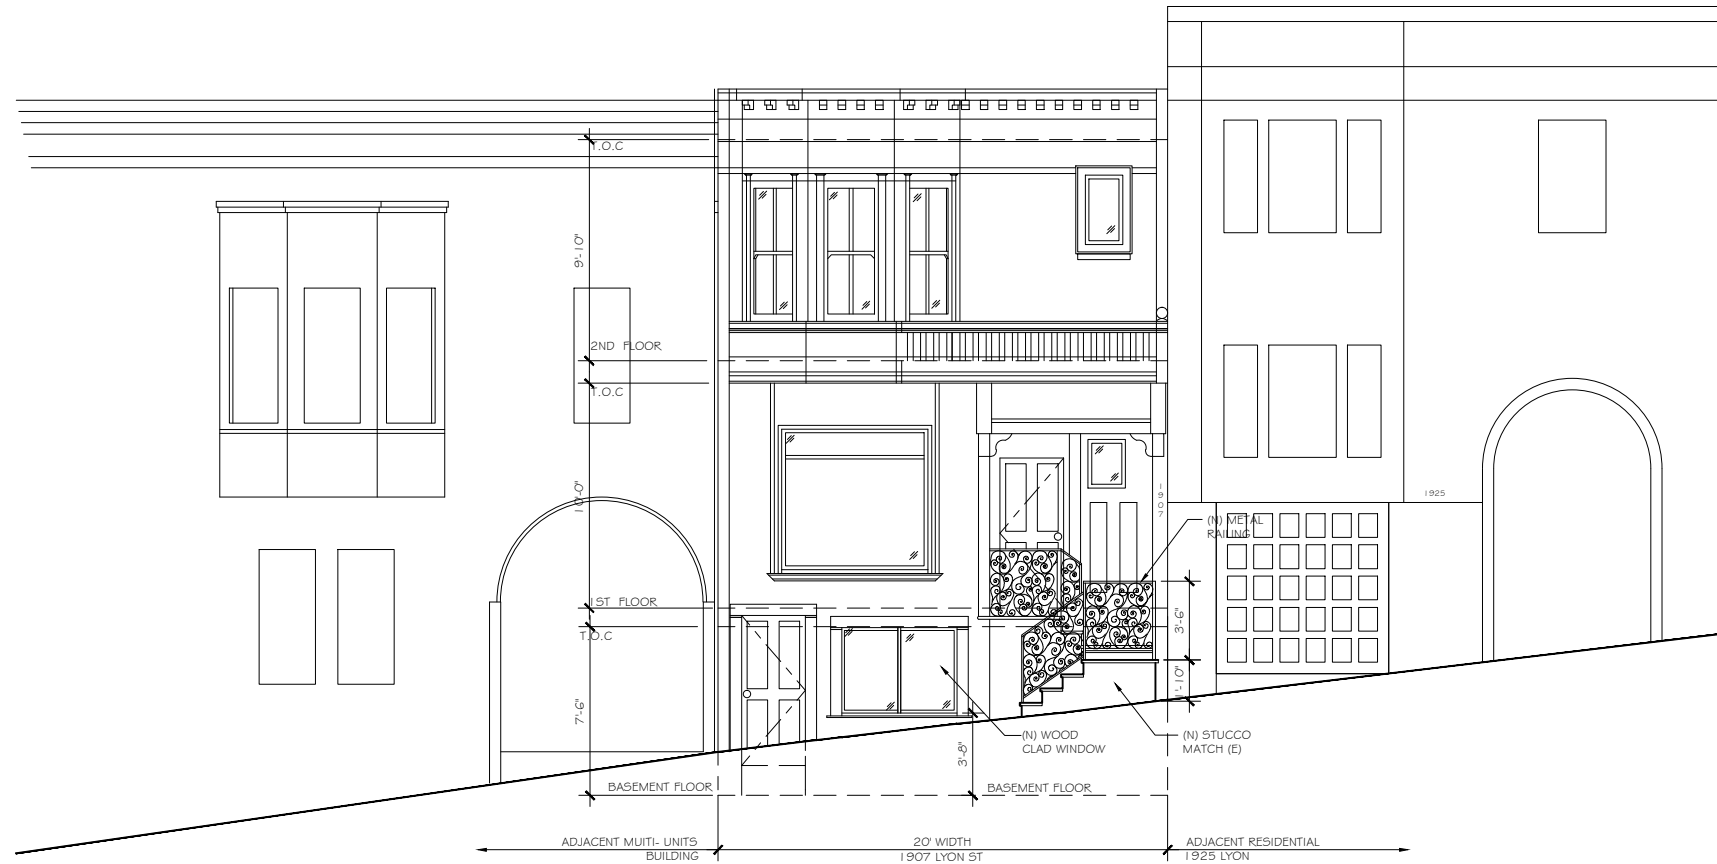 T.O.C
9'-10"
2ND FLOOR
T.O.C
10'-0"
1907
1925
(N) METAL
RAILING
1ST FLOOR
T.O.C
3'-6"
1'-10"
7'-6"
(N) WOOD
CLAD WINDOW
(N) STUCCO
MATCH (E)
3'-8"
BASEMENT FLOOR
BASEMENT FLOOR
ADJACENT MUITI- UNITS
BUILDING
20' WIDTH
1907 LYON ST
ADJACENT RESIDENTIAL
1925 LYON